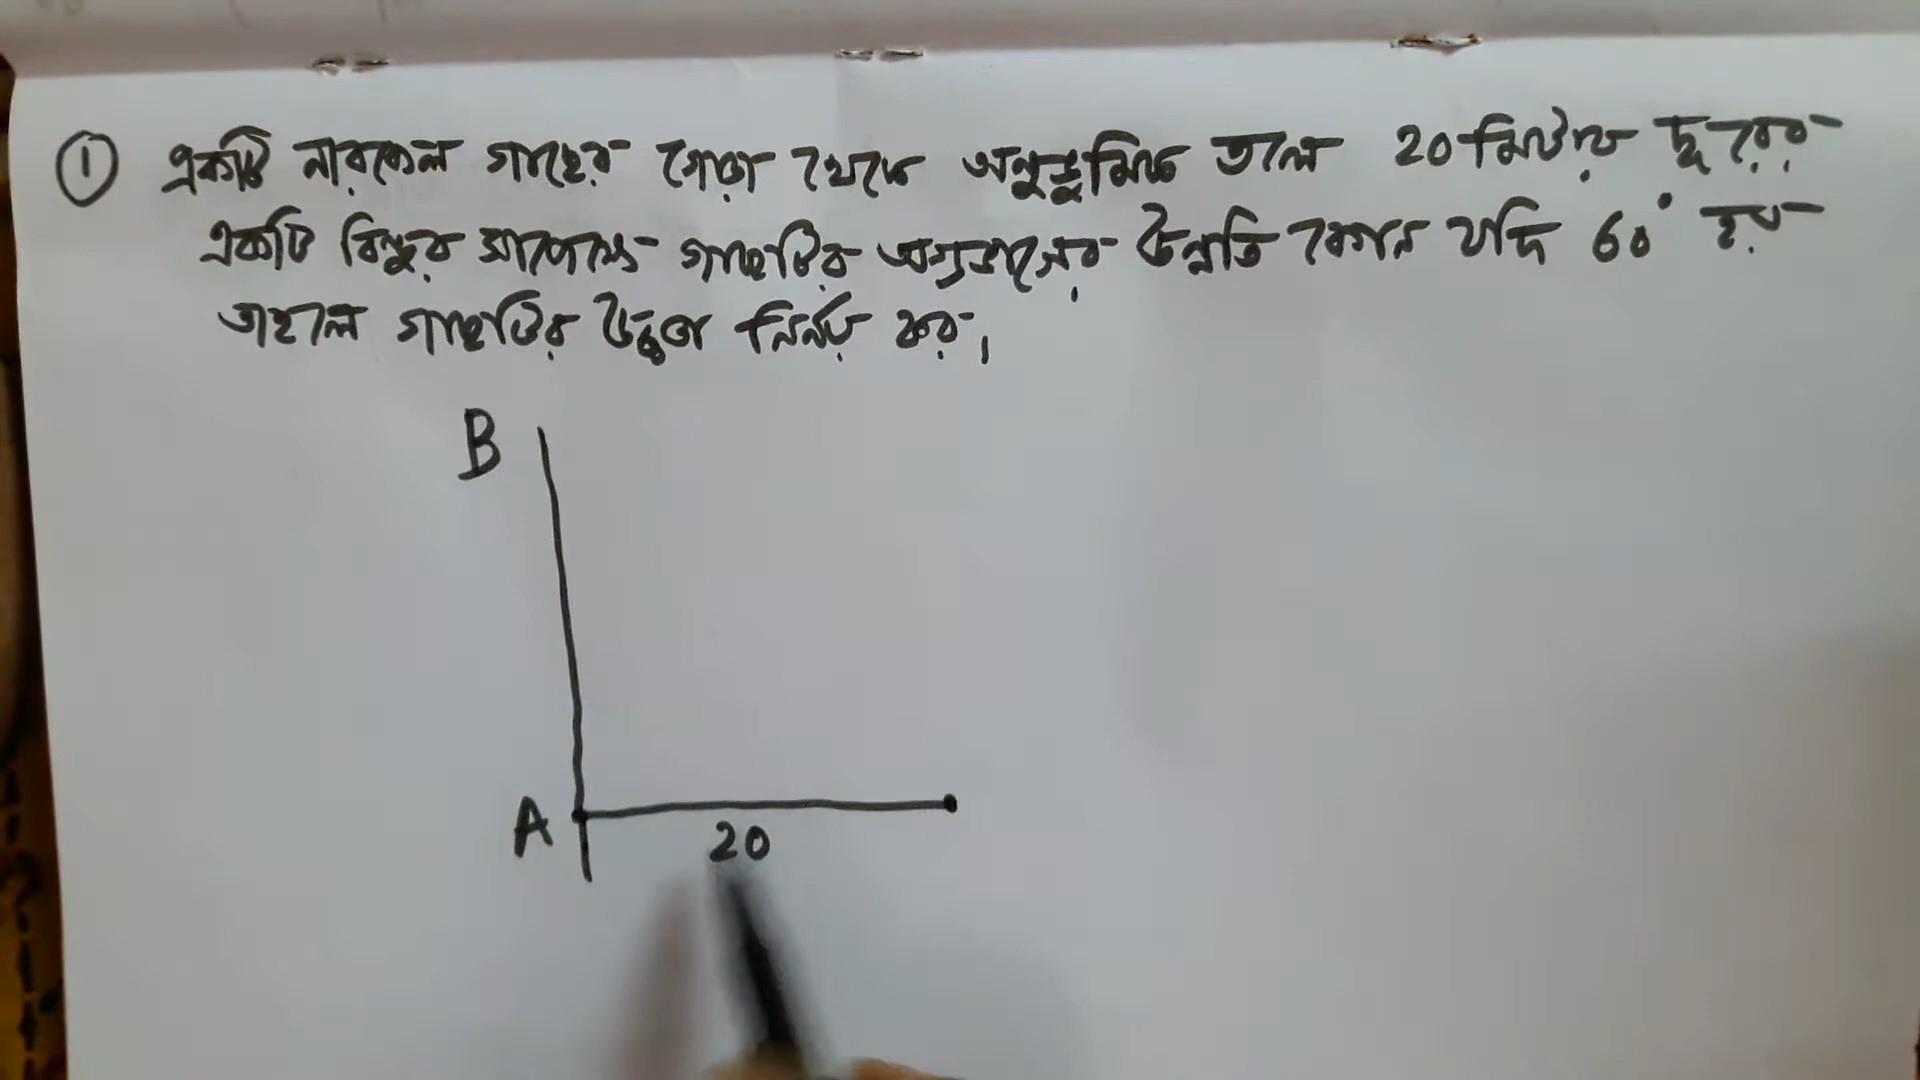 ① একটি নারকেল গাছের গোড়া থেকে অনুভূমিক তলে 20 মিটার দূরের
একটি বিন্দুর সাপেক্ষে গাছটির অগ্রভাগের উন্নতি কোন যদি 60° হয়
তাহলে গাছটির উচ্চতা নির্নয় কর।
B
A
20